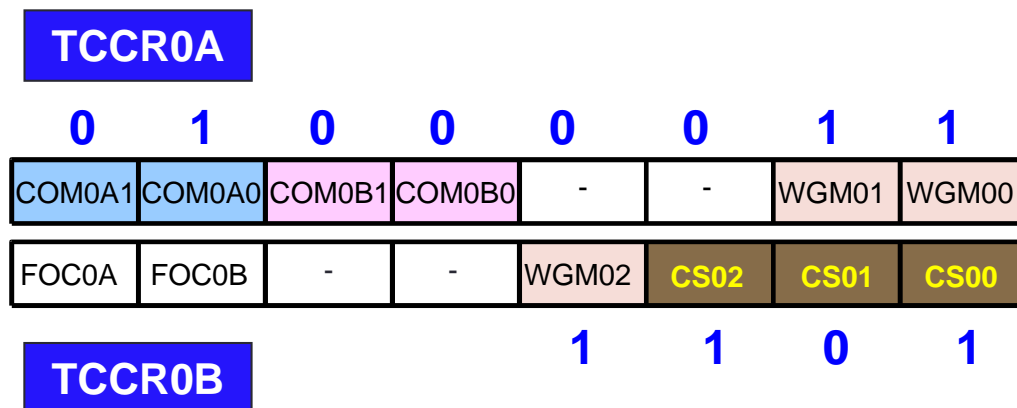 TCCR0A
0 1 0 0 0 0 1 1
COM0A1 COM0A0 COM0B1 COM0B0 - - WGM01 WGM00
FOC0A FOC0B - - WGM02 CS02 CS01 CS00
1 1 0 1
TCCR0B